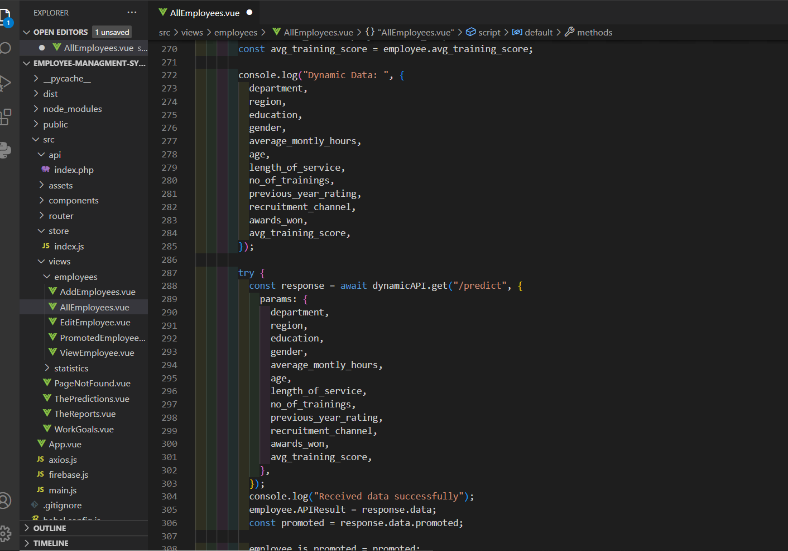 EXPLORER
OPEN EDITORS 1 unsaved
AllEmployees.vue s...
EMPLOYEE-MANAGMENT-SY...
__pycache__
dist
node_modules
public
src
api
index.php
assets
components
router
store
JS index.js
views
employees
AddEmployees.vue
AllEmployees.vue
EditEmployee.vue
PromotedEmployee...
ViewEmployee.vue
statistics
PageNotFound.vue
ThePredictions.vue
TheReports.vue
WorkGoals.vue
App.vue
JS axios.js
JS firebase.js
JS main.js
.gitignore
OUTLINE
TIMELINE
1
AllEmployees.vue
src > views > employees > AllEmployees.vue > {} "AllEmployees.vue" > script > default > methods
270 const avg_training_score = employee.avg_training_score;
271
272 console.log("Dynamic Data: ", {
273 department,
274 region,
275 education,
276 gender,
277 average_montly_hours,
278 age,
279 length_of_service,
280 no_of_trainings,
281 previous_year_rating,
282 recruitment_channel,
283 awards_won,
284 avg_training_score,
285 });
286
287 try {
288 const response = await dynamicAPI.get("/predict", {
289 params: {
290 department,
291 region,
292 education,
293 gender,
294 average_montly_hours,
295 age,
296 length_of_service,
297 no_of_trainings,
298 previous_year_rating,
299 recruitment_channel,
300 awards_won,
301 avg_training_score,
302 },
303 });
304 console.log("Received data successfully");
305 employee.APIResult = response.data;
306 const promoted = response.data.promoted;
307
308 employee.is_promoted = promoted;